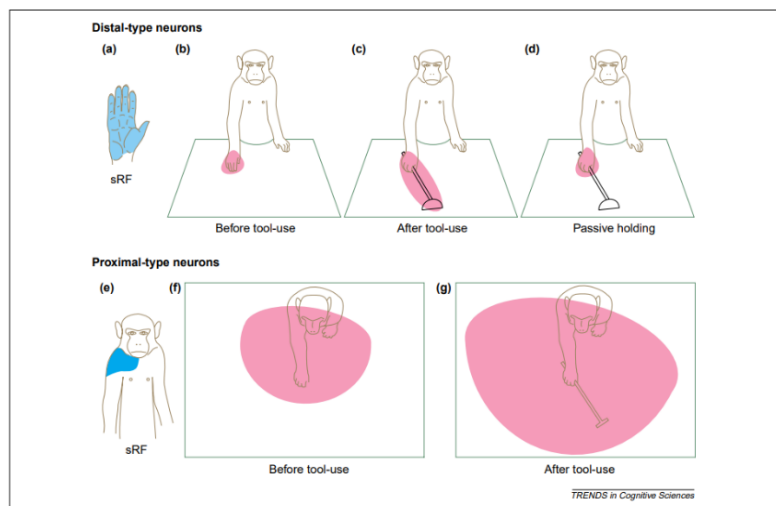 Distal-type neurons
(a) (b) (c) (d)
sRF
Before tool-use After tool-use Passive holding
Proximal-type neurons
(e) (f) (g)
sRF
Before tool-use After tool-use
TRENDS in Cognitive Sciences